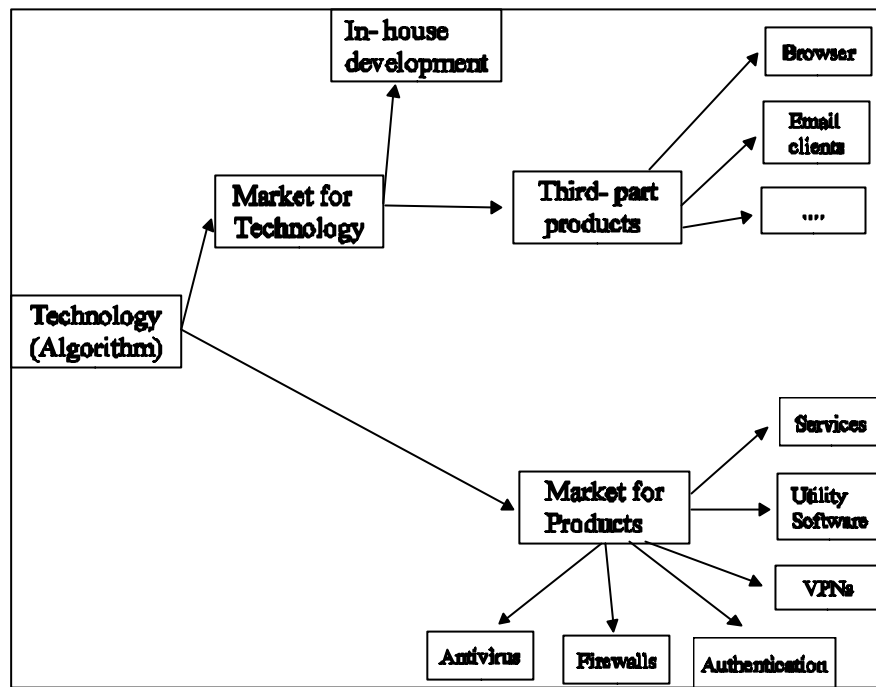 In- house
development
Browser
Email
clients
Market for
Technology
Third- part
products
,,,,
Technology
(Algorithm)
Services
Market for
Products
Utility
Software
VPNs
Antivirus
Firewalls
Authentication